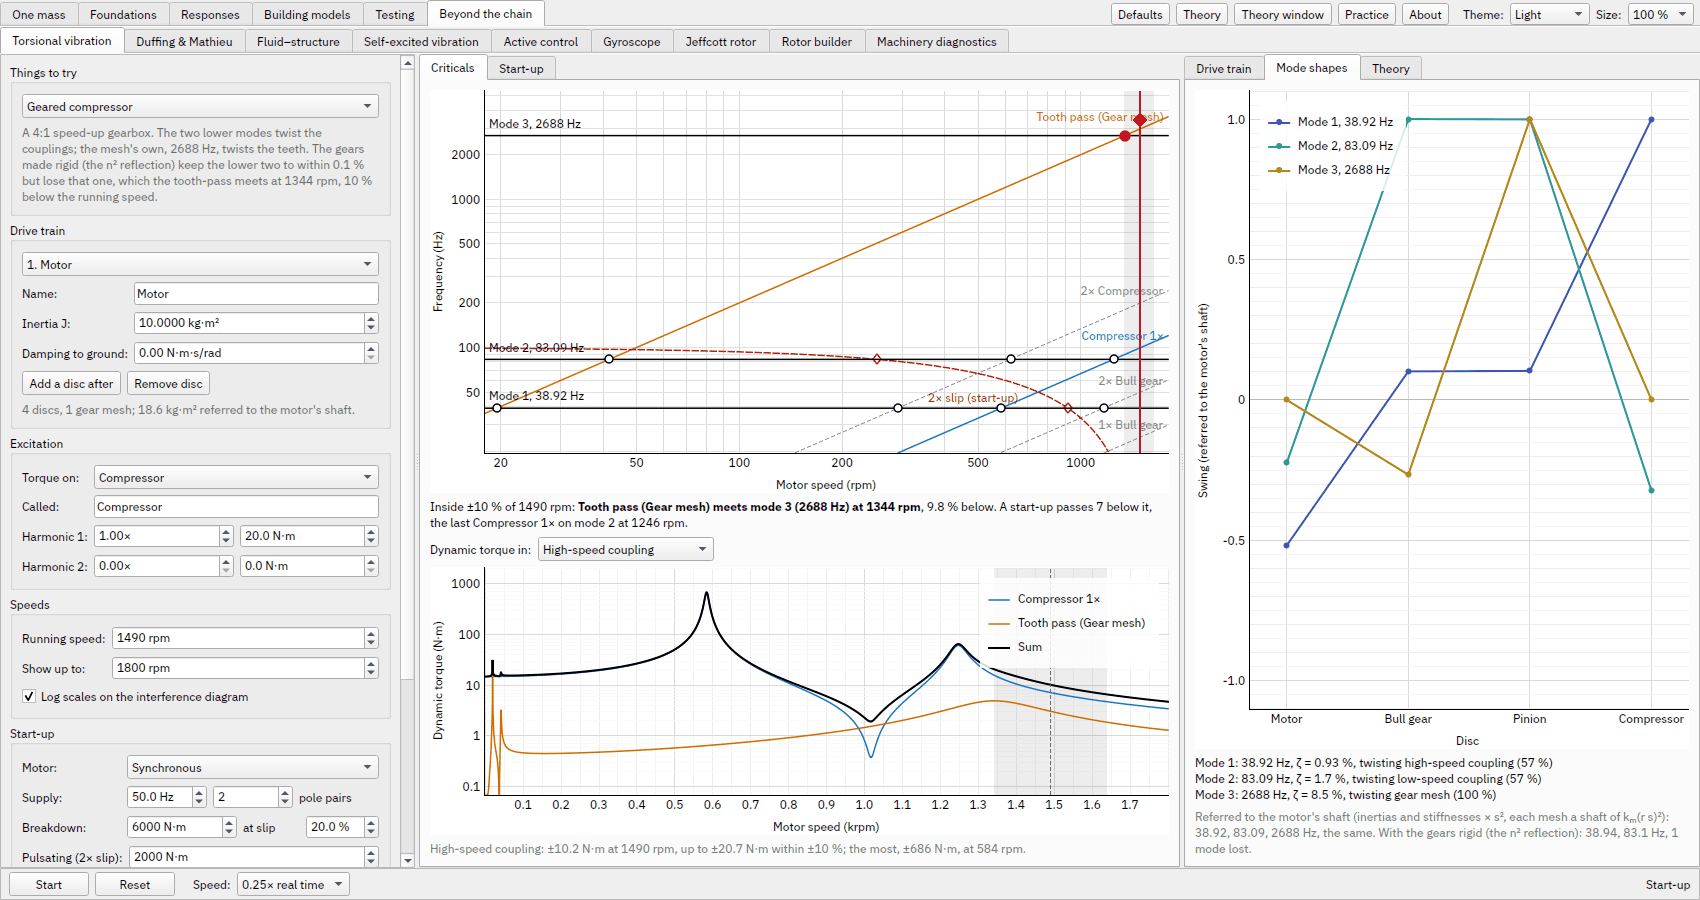 One mass
Foundations
Responses
Building models
Testing
Beyond the chain
Defaults
Theory
Theory window
Practice
About
Theme:
Light
Size:
100 %
Torsional vibration
Duffing & Mathieu
Fluid–structure
Self-excited vibration
Active control
Gyroscope
Jeffcott rotor
Rotor builder
Machinery diagnostics
Things to try
Geared compressor
A 4:1 speed-up gearbox. The two lower modes twist the
couplings; the mesh's own, 2688 Hz, twists the teeth. The gears
made rigid (the n² reflection) keep the lower two to within 0.1 %
but lose that one, which the tooth-pass meets at 1344 rpm, 10 %
below the running speed.
Drive train
1. Motor
Name:
Motor
Inertia J:
10.0000 kg·m²
Damping to ground:
0.00 N·m·s/rad
Add a disc after
Remove disc
4 discs, 1 gear mesh; 18.6 kg·m² referred to the motor's shaft.
Excitation
Torque on:
Compressor
Called:
Compressor
Harmonic 1:
1.00×
20.0 N·m
Harmonic 2:
0.00×
0.0 N·m
Speeds
Running speed:
1490 rpm
Show up to:
1800 rpm
Log scales on the interference diagram
Start-up
Motor:
Synchronous
Supply:
50.0 Hz
2
pole pairs
Breakdown:
6000 N·m
at slip
20.0 %
Pulsating (2× slip):
2000 N·m
Start
Reset
Speed:
0.25× real time
Start-up
Criticals
Start-up
Frequency (Hz)
2000
1000
500
200
100
50
Mode 3, 2688 Hz
Tooth pass (Gear mesh)
2× Compressor
Compressor 1×
Mode 2, 83.09 Hz
2× Bull gear
Mode 1, 38.92 Hz
2× slip (start-up)
1× Bull gear
20
50
100
200
500
1000
Motor speed (rpm)
Inside ±10 % of 1490 rpm: Tooth pass (Gear mesh) meets mode 3 (2688 Hz) at 1344 rpm, 9.8 % below. A start-up passes 7 below it,
the last Compressor 1× on mode 2 at 1246 rpm.
Dynamic torque in:
High-speed coupling
Dynamic torque (N·m)
1000
100
10
1
0.1
Compressor 1×
Tooth pass (Gear mesh)
Sum
0.1
0.2
0.3
0.4
0.5
0.6
0.7
0.8
0.9
1.0
1.1
1.2
1.3
1.4
1.5
1.6
1.7
Motor speed (krpm)
High-speed coupling: ±10.2 N·m at 1490 rpm, up to ±20.7 N·m within ±10 %; the most, ±686 N·m, at 584 rpm.
Drive train
Mode shapes
Theory
Swing (referred to the motor's shaft)
1.0
0.5
0
-0.5
-1.0
Mode 1, 38.92 Hz
Mode 2, 83.09 Hz
Mode 3, 2688 Hz
Motor
Bull gear
Pinion
Compressor
Disc
Mode 1: 38.92 Hz, ζ = 0.93 %, twisting high-speed coupling (57 %)
Mode 2: 83.09 Hz, ζ = 1.7 %, twisting low-speed coupling (57 %)
Mode 3: 2688 Hz, ζ = 8.5 %, twisting gear mesh (100 %)
Referred to the motor's shaft (inertias and stiffnesses × s², each mesh a shaft of kₘ(r s)²):
38.92, 83.09, 2688 Hz, the same. With the gears rigid (the n² reflection): 38.94, 83.1 Hz, 1
mode lost.